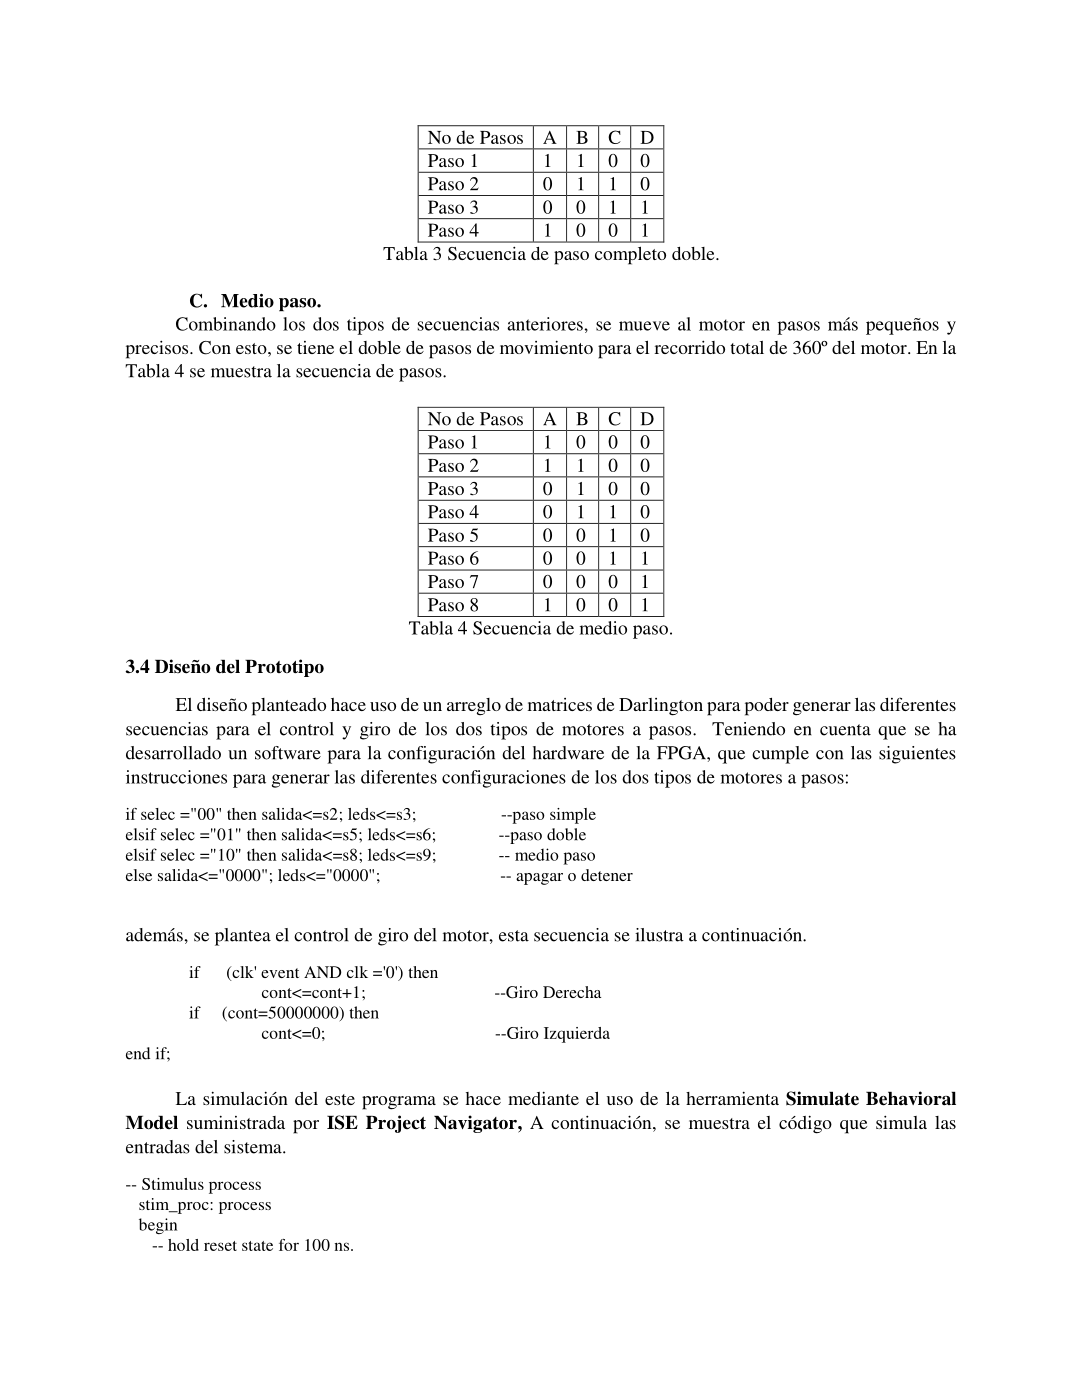 No de Pasos A B C D
Paso 1 1 1 0 0
Paso 2 0 1 1 0
Paso 3 0 0 1 1
Paso 4 1 0 0 1
Tabla 3 Secuencia de paso completo doble.
C. Medio paso.
Combinando los dos tipos de secuencias anteriores, se mueve al motor en pasos más pequeños y
precisos. Con esto, se tiene el doble de pasos de movimiento para el recorrido total de 360º del motor. En la
Tabla 4 se muestra la secuencia de pasos.
No de Pasos A B C D
Paso 1 1 0 0 0
Paso 2 1 1 0 0
Paso 3 0 1 0 0
Paso 4 0 1 1 0
Paso 5 0 0 1 0
Paso 6 0 0 1 1
Paso 7 0 0 0 1
Paso 8 1 0 0 1
Tabla 4 Secuencia de medio paso.
3.4 Diseño del Prototipo
El diseño planteado hace uso de un arreglo de matrices de Darlington para poder generar las diferentes
secuencias para el control y giro de los dos tipos de motores a pasos. Teniendo en cuenta que se ha
desarrollado un software para la configuración del hardware de la FPGA, que cumple con las siguientes
instrucciones para generar las diferentes configuraciones de los dos tipos de motores a pasos:
if selec ="00" then salida<=s2; leds<=s3; --paso simple
elsif selec ="01" then salida<=s5; leds<=s6; --paso doble
elsif selec ="10" then salida<=s8; leds<=s9; -- medio paso
else salida<="0000"; leds<="0000"; -- apagar o detener
además, se plantea el control de giro del motor, esta secuencia se ilustra a continuación.
if (clk' event AND clk ='0') then
cont<=cont+1; --Giro Derecha
if (cont=50000000) then
cont<=0; --Giro Izquierda
end if;
La simulación del este programa se hace mediante el uso de la herramienta Simulate Behavioral
Model suministrada por ISE Project Navigator, A continuación, se muestra el código que simula las
entradas del sistema.
-- Stimulus process
stim_proc: process
begin
-- hold reset state for 100 ns.